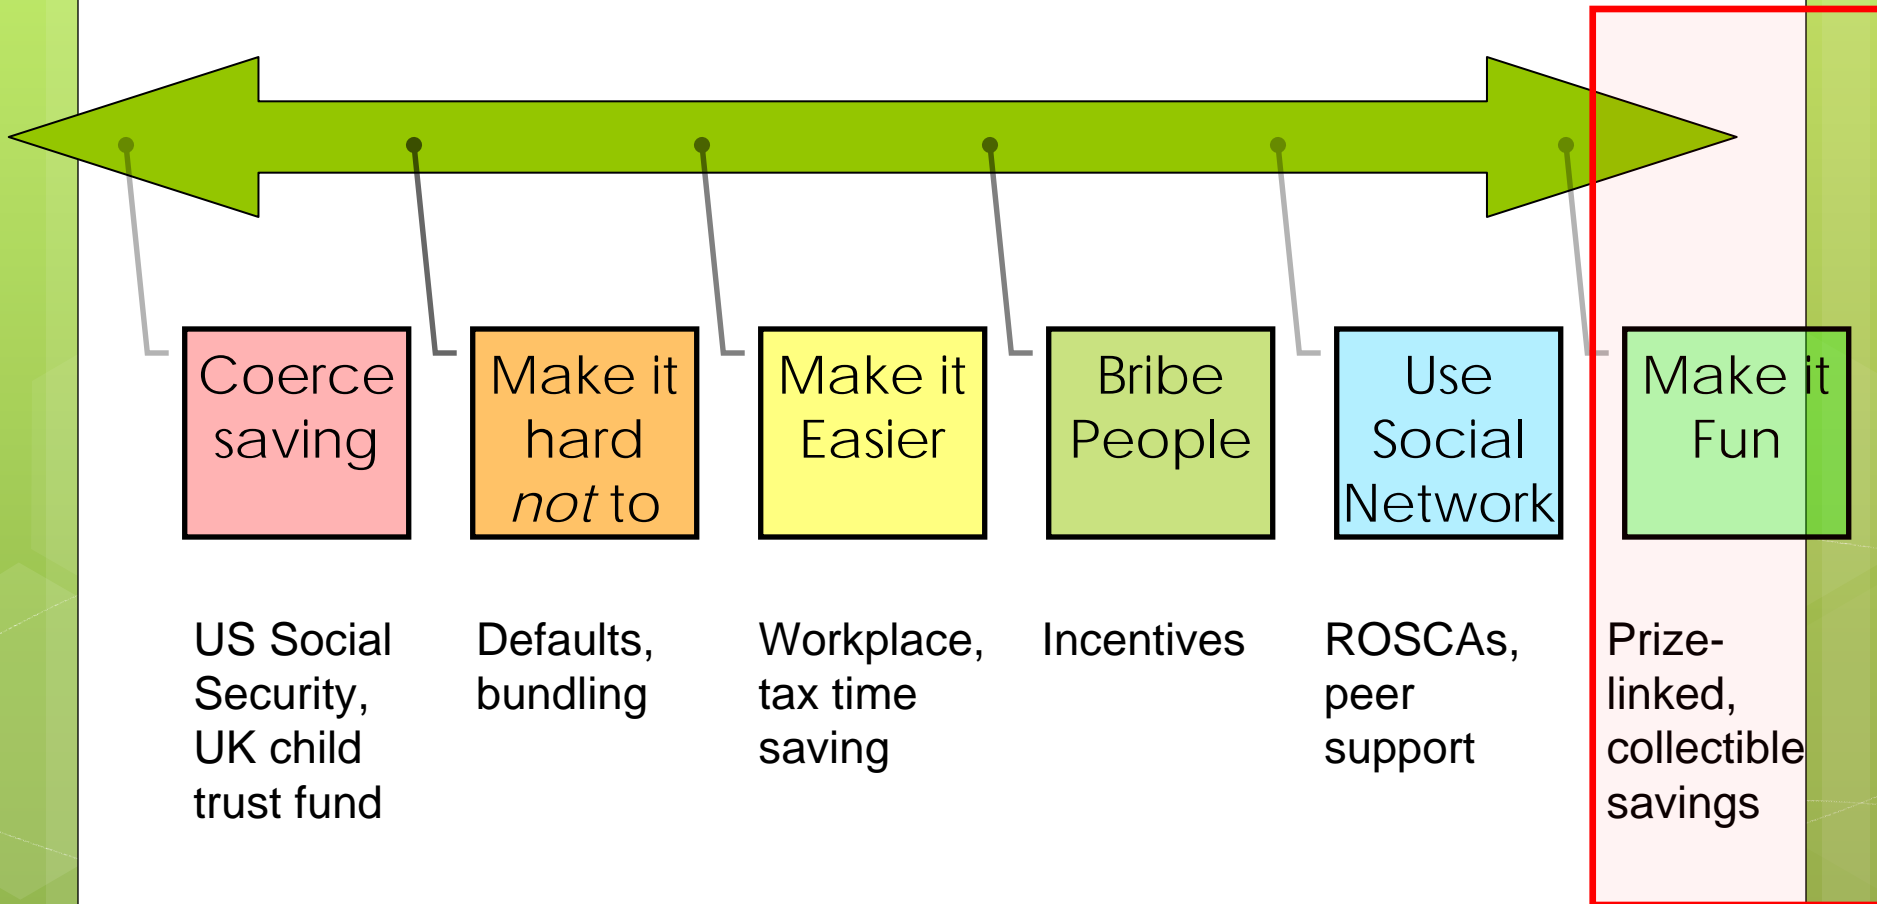 Coerce
saving
Make it
hard
not to
Make it
Easier
Bribe
People
Use
Social
Network
Make it
Fun
US Social
Security,
UK child
trust fund
Defaults,
bundling
Workplace,
tax time
saving
Incentives
ROSCAs,
peer
support
Prize-
linked,
collectible
savings